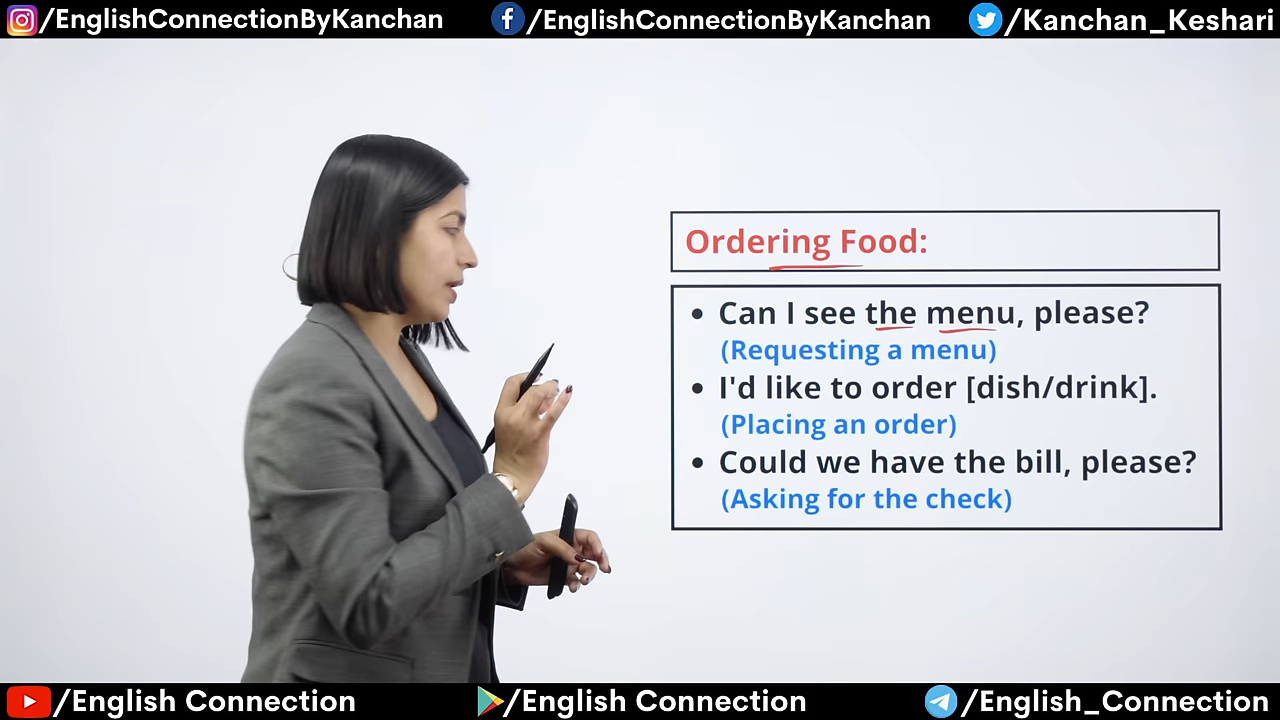 /EnglishConnectionByKanchan
/EnglishConnectionByKanchan
/Kanchan_Keshari
Ordering Food:
• Can I see the menu, please?
(Requesting a menu)
• I'd like to order [dish/drink].
(Placing an order)
• Could we have the bill, please?
(Asking for the check)
/English Connection
/English Connection
/English_Connection